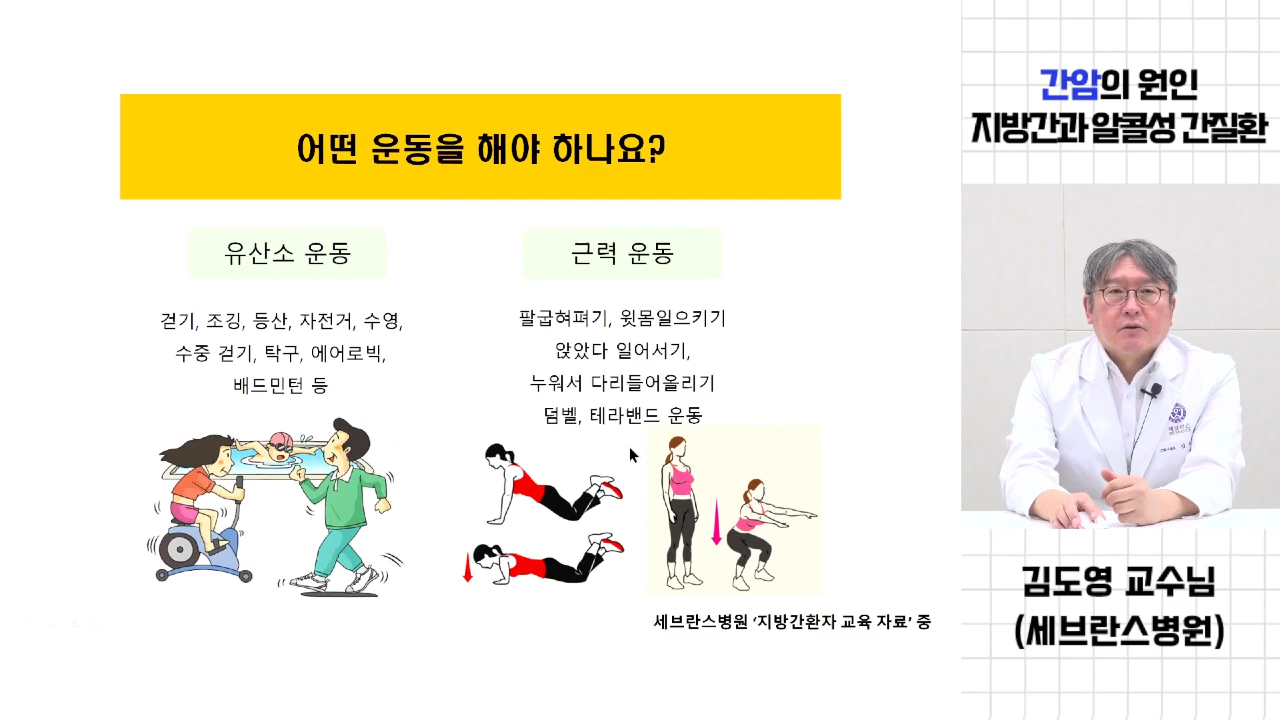 어떤 운동을 해야 하나요?
유산소 운동
걷기, 조깅, 등산, 자전거, 수영,
수중 걷기, 탁구, 에어로빅,
배드민턴 등
근력 운동
팔굽혀펴기, 윗몸일으키기
앉았다 일어서기,
누워서 다리들어올리기
덤벨, 테라밴드 운동
세브란스병원 ‘지방간환자 교육 자료’ 중
간암의 원인
지방간과 알콜성 간질환
세브란스
김도영 교수님
(세브란스병원)